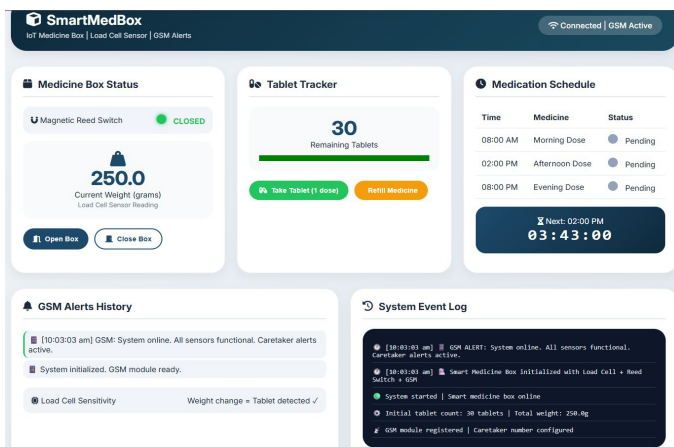 SmartMedBox
IoT Medicine Box | Load Cell Sensor | GSM Alerts
Connected | GSM Active
Medicine Box Status
Magnetic Reed Switch CLOSED
250.0
Current Weight (grams)
Load Cell Sensor Reading
Open Box Close Box
Tablet Tracker
30
Remaining Tablets
Take Tablet (1 dose) Refill Medicine
Medication Schedule
Time Medicine Status
08:00 AM Morning Dose Pending
02:00 PM Afternoon Dose Pending
08:00 PM Evening Dose Pending
Next: 02:00 PM
03:43:00
GSM Alerts History
[10:03:03 am] GSM: System online. All sensors functional. Caretaker alerts
active.
System initialized. GSM module ready.
Load Cell Sensitivity Weight change = Tablet detected ✓
System Event Log
[10:03:03 am] GSM ALERT: System online. All sensors functional.
Caretaker alerts active.
[10:03:03 am] Smart Medicine Box initialized with Load Cell + Reed
Switch + GSM
System started | Smart medicine box online
Initial tablet count: 30 tablets | Total weight: 250.0g
GSM module registered | Caretaker number configured